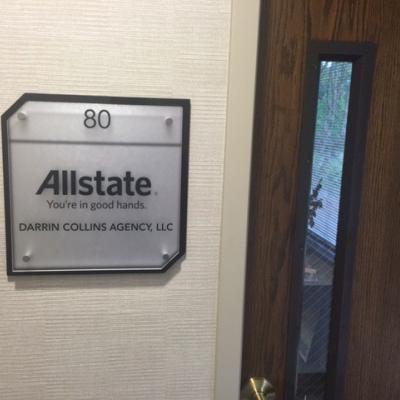 80
Allstate®
You're in good hands.
DARRIN COLLINS AGENCY, LLC